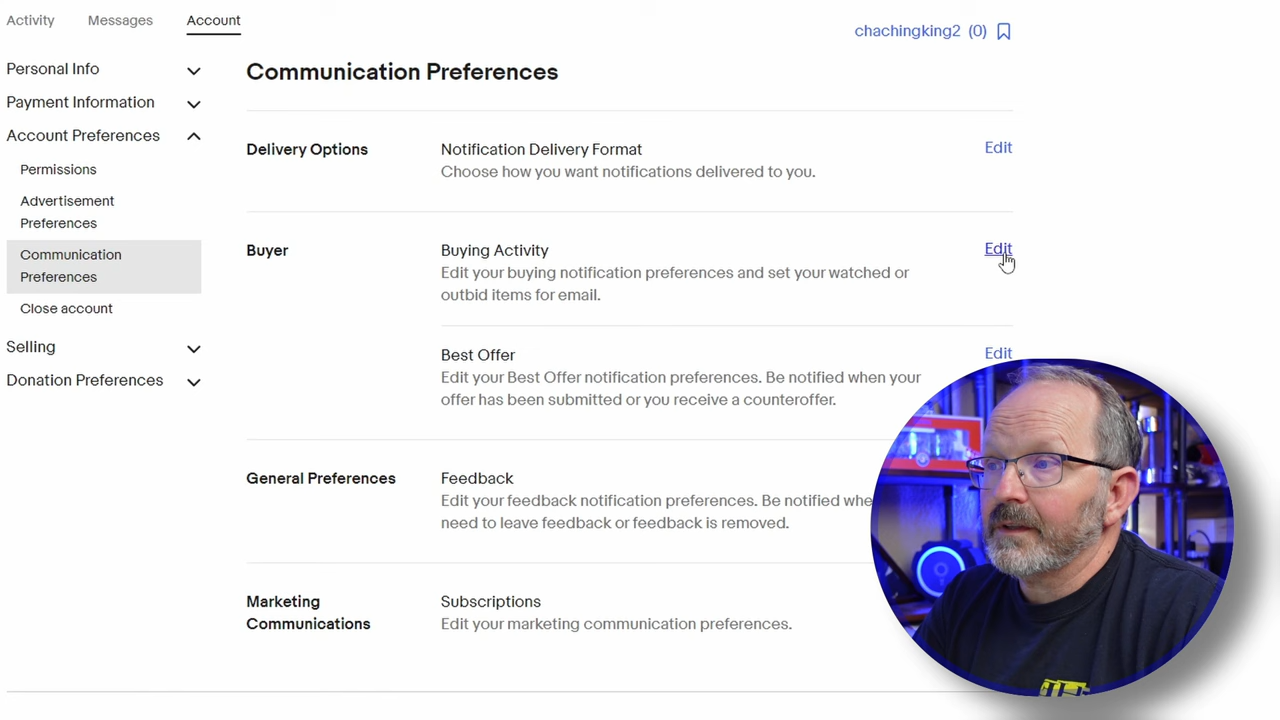 Activity Messages Account
chachingking2 (0)
Personal Info
Payment Information
Account Preferences
Permissions
Advertisement
Preferences
Communication
Preferences
Close account
Selling
Donation Preferences
Communication Preferences
Delivery Options
Notification Delivery Format
Edit
Choose how you want notifications delivered to you.
Buyer
Buying Activity
Edit
Edit your buying notification preferences and set your watched or
outbid items for email.
Best Offer
Edit
Edit your Best Offer notification preferences. Be notified when your
offer has been submitted or you receive a counteroffer.
General Preferences
Feedback
Edit your feedback notification preferences. Be notified
need to leave feedback or feedback is removed.
Marketing
Communications
Subscriptions
Edit your marketing communication preferences.